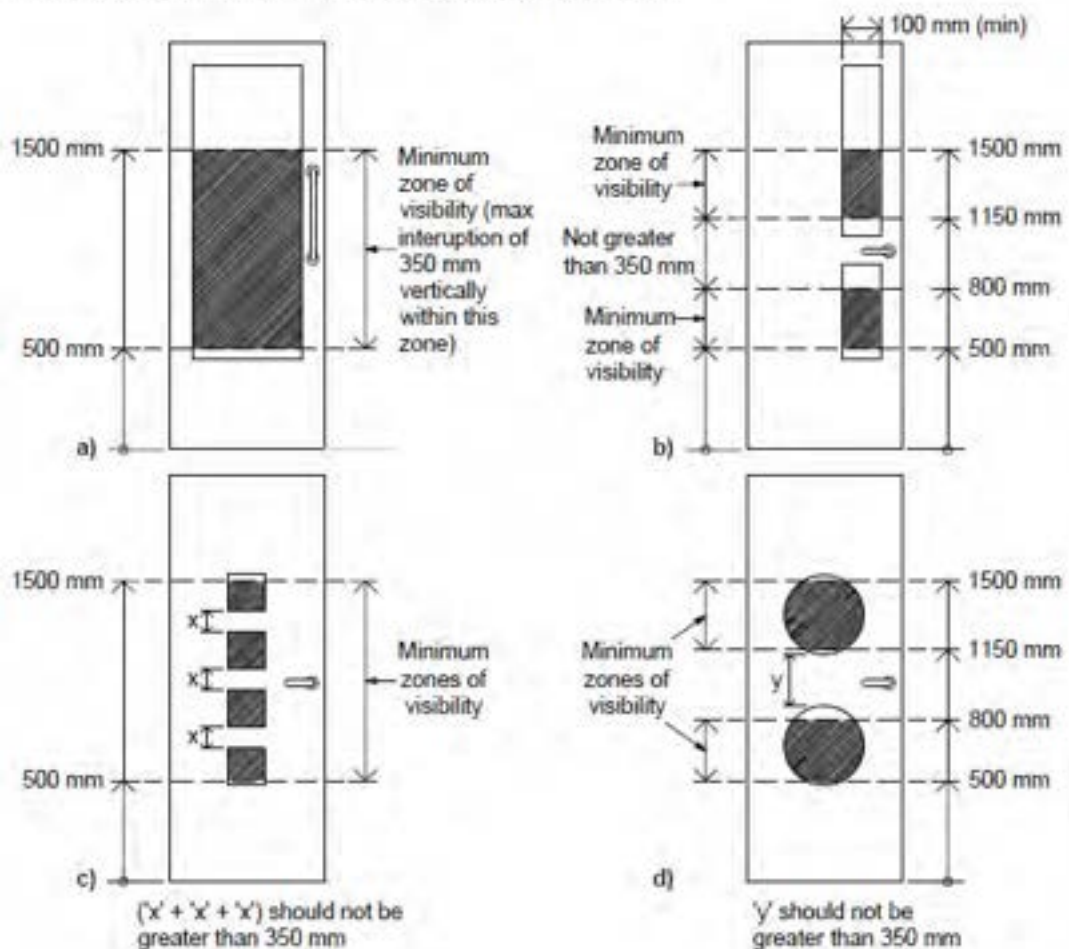 100 mm (min)
1500 mm
Minimum
zone of
visibility (max
interuption of
350 mm
vertically
within this
zone)
500 mm
a)
Minimum
zone of
visibility
Not greater
than 350 mm
Minimum
zone of
visibility
1500 mm
1150 mm
800 mm
500 mm
b)
1500 mm
x
x
x
Minimum
zones of
visibility
500 mm
c)
('x' + 'x' + 'x') should not be
greater than 350 mm
Minimum
zones of
visibility
y
1500 mm
1150 mm
800 mm
500 mm
d)
'y' should not be
greater than 350 mm